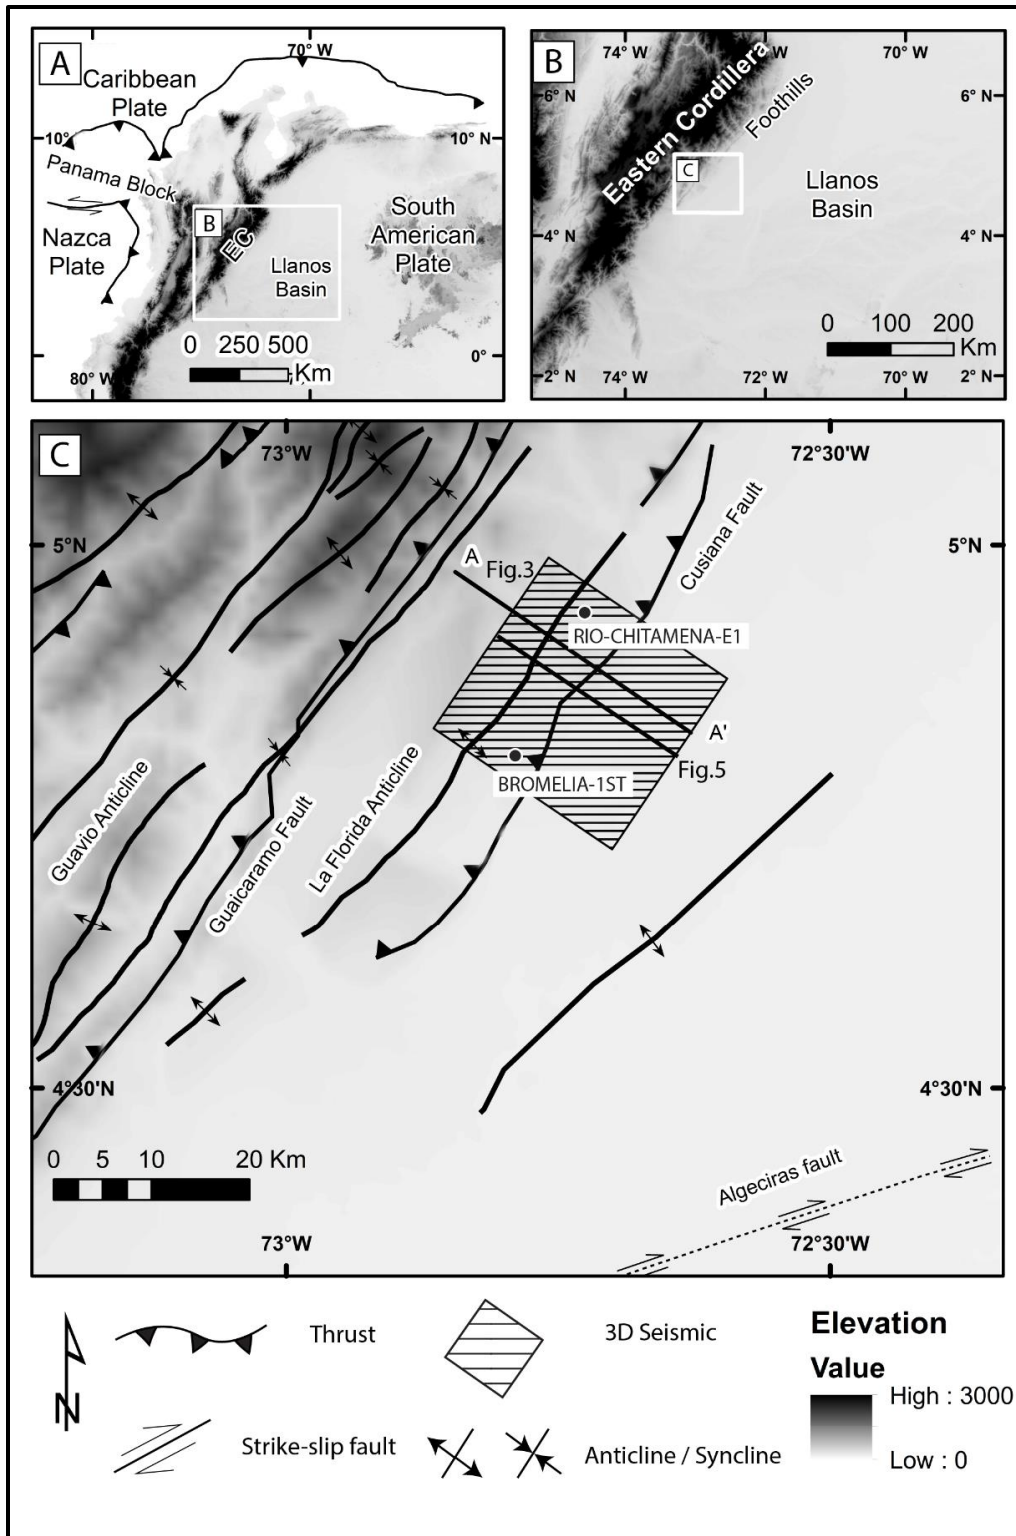 A
70° W
Caribbean
Plate
10°
10° N
Panama Block
Nazca
Plate
B
EC
Llanos
Basin
South
American
Plate
0 250 500
Km
80° W
0°
B
74° W
70° W
6° N
6° N
Eastern Cordillera
Foothills
C
Llanos
Basin
4° N
4° N
0 100 200
Km
2° N
74° W
72° W
70° W
2° N
C
73°W
72°30'W
5°N
5°N
A
Fig.3
Cusiana Fault
RIO-CHITAMENA-E1
A'
Fig.5
BROMELIA-1ST
Guavio Anticline
Guaicaramo Fault
La Florida Anticline
4°30'N
4°30'N
0 5 10 20 Km
Algeciras fault
73°W
72°30'W
N
Thrust
3D Seismic
Strike-slip fault
Anticline / Syncline
Elevation
Value
High : 3000
Low : 0